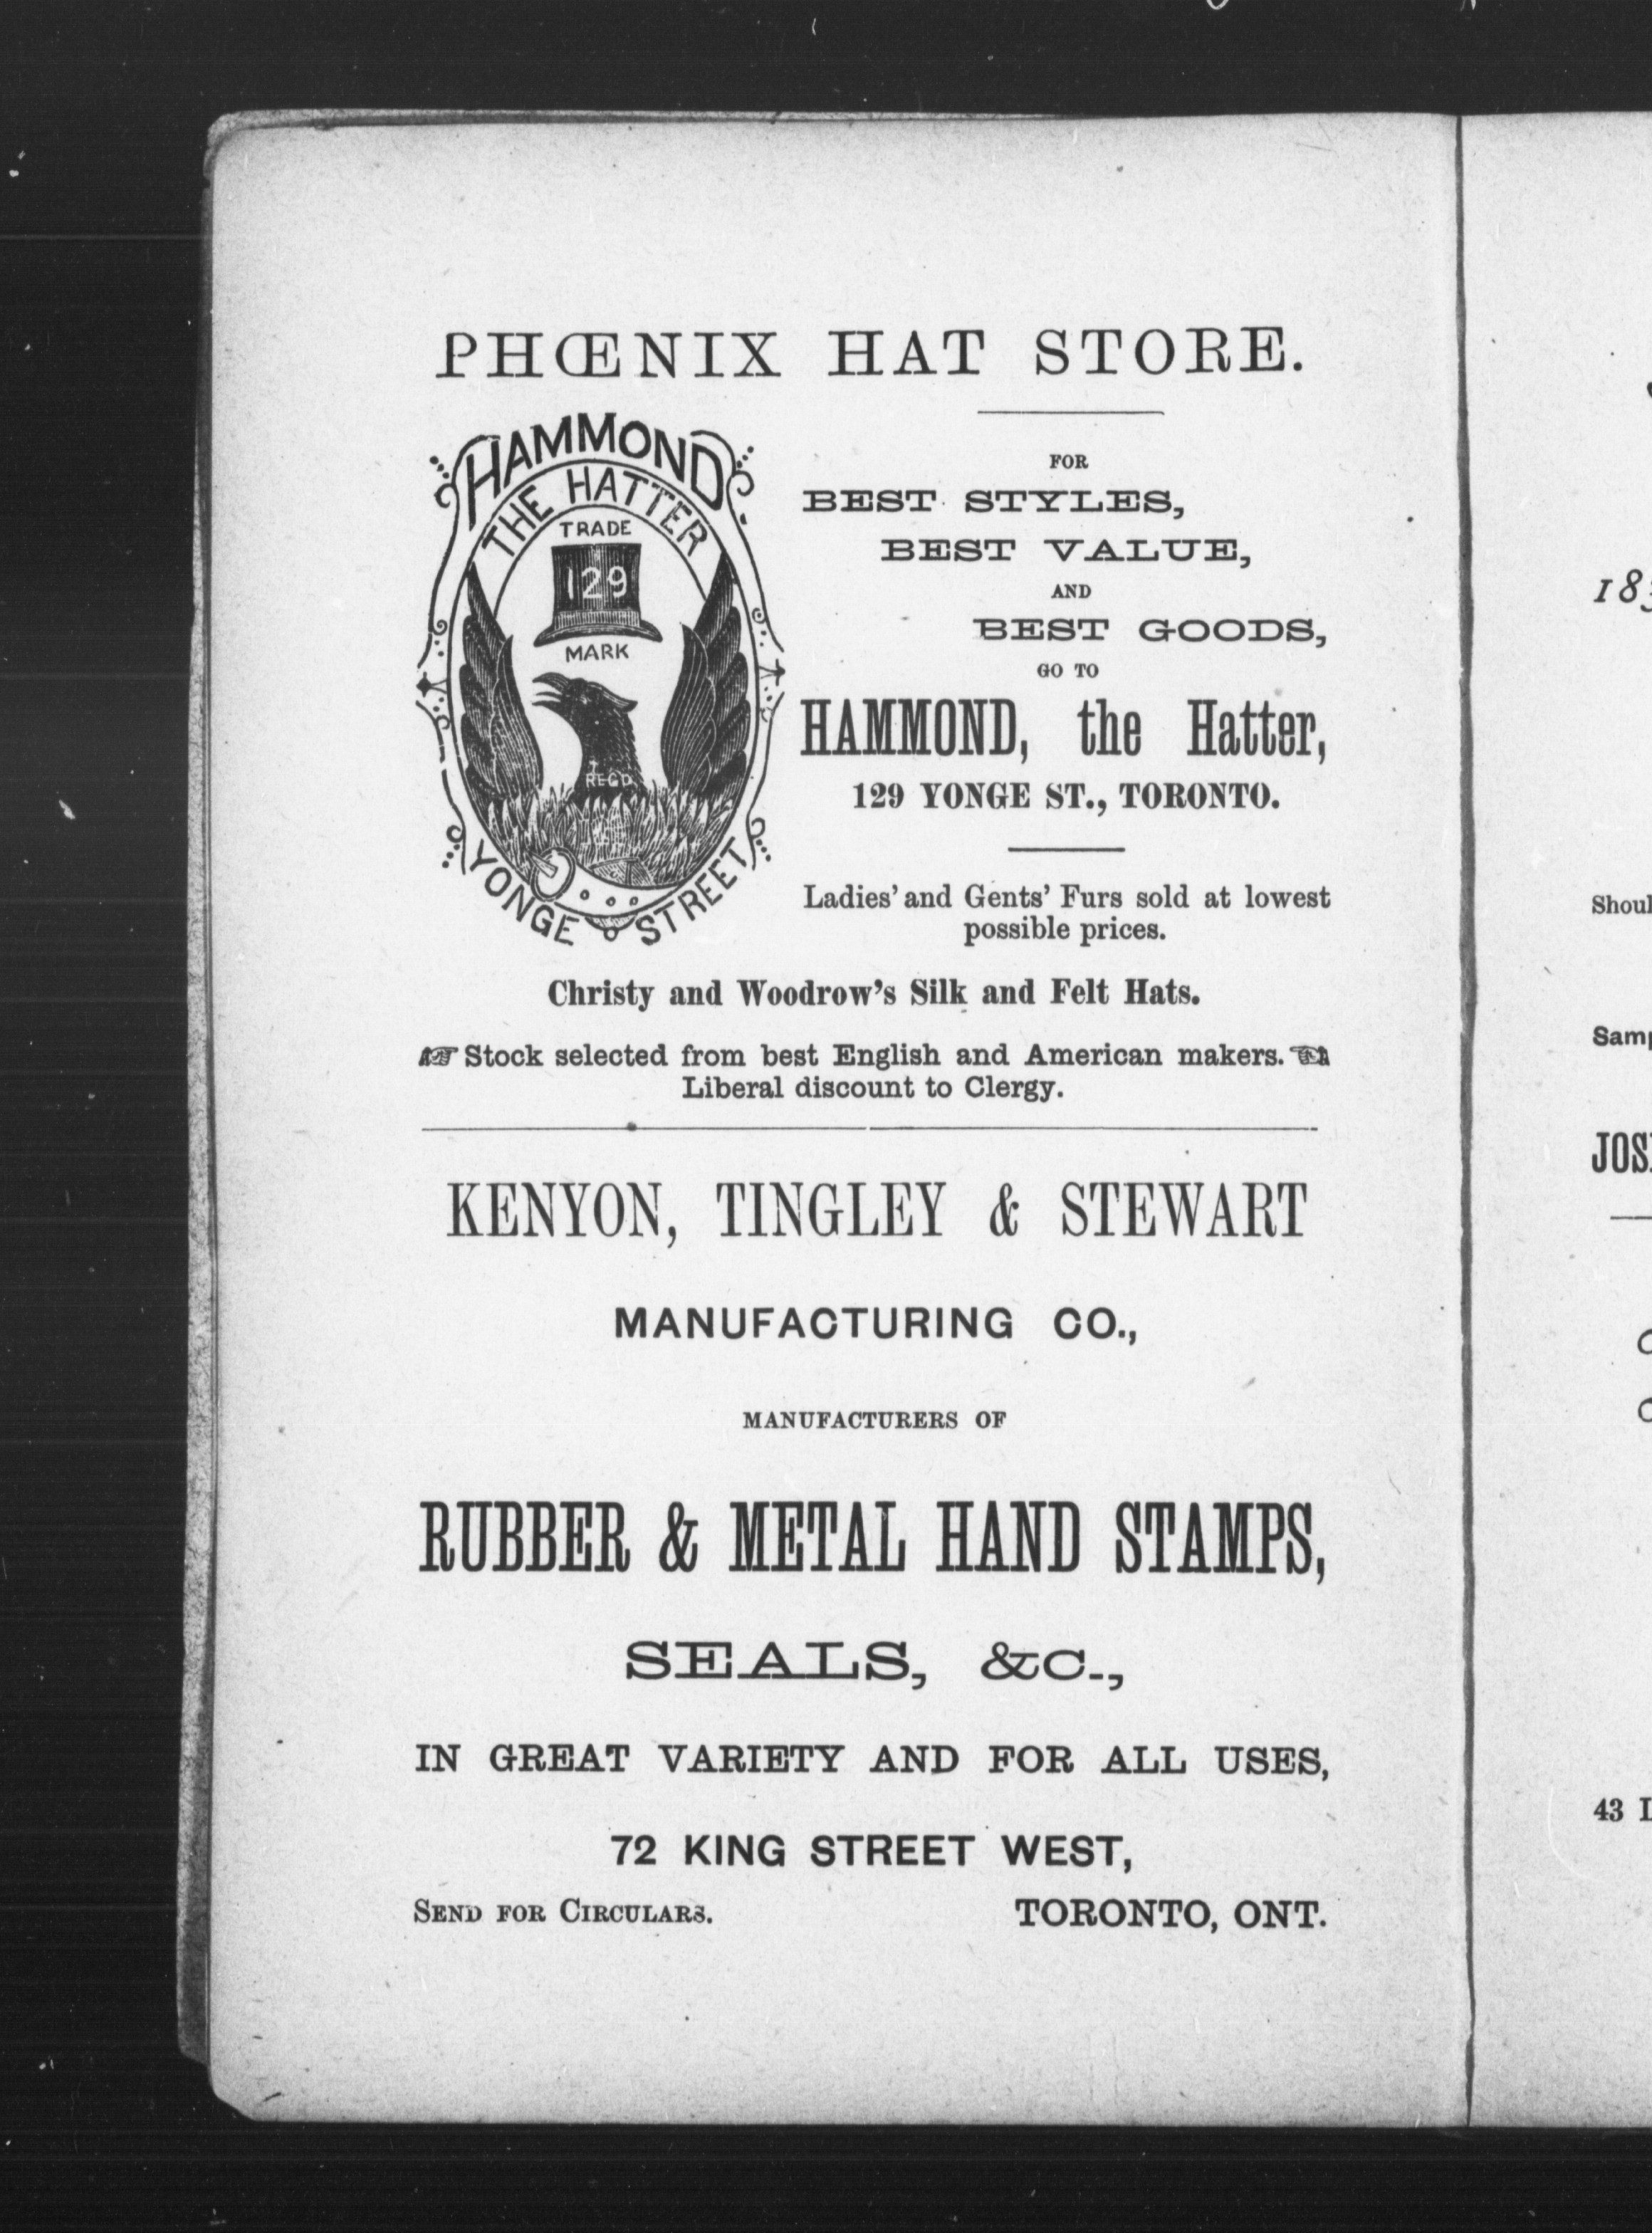 PHŒNIX HAT STORE.
HAMMOND
THE HATTER
TRADE
129
MARK
REGD
YONGE STREET
FOR
BEST STYLES,
BEST VALUE,
AND
BEST GOODS,
GO TO
HAMMOND, the Hatter,
129 YONGE ST., TORONTO.
Ladies' and Gents' Furs sold at lowest
possible prices.
Christy and Woodrow's Silk and Felt Hats.
☞ Stock selected from best English and American makers. ☜
Liberal discount to Clergy.
KENYON, TINGLEY & STEWART
MANUFACTURING CO.,
MANUFACTURERS OF
RUBBER & METAL HAND STAMPS,
SEALS, &C.,
IN GREAT VARIETY AND FOR ALL USES,
72 KING STREET WEST,
SEND FOR CIRCULARS. TORONTO, ONT.
43